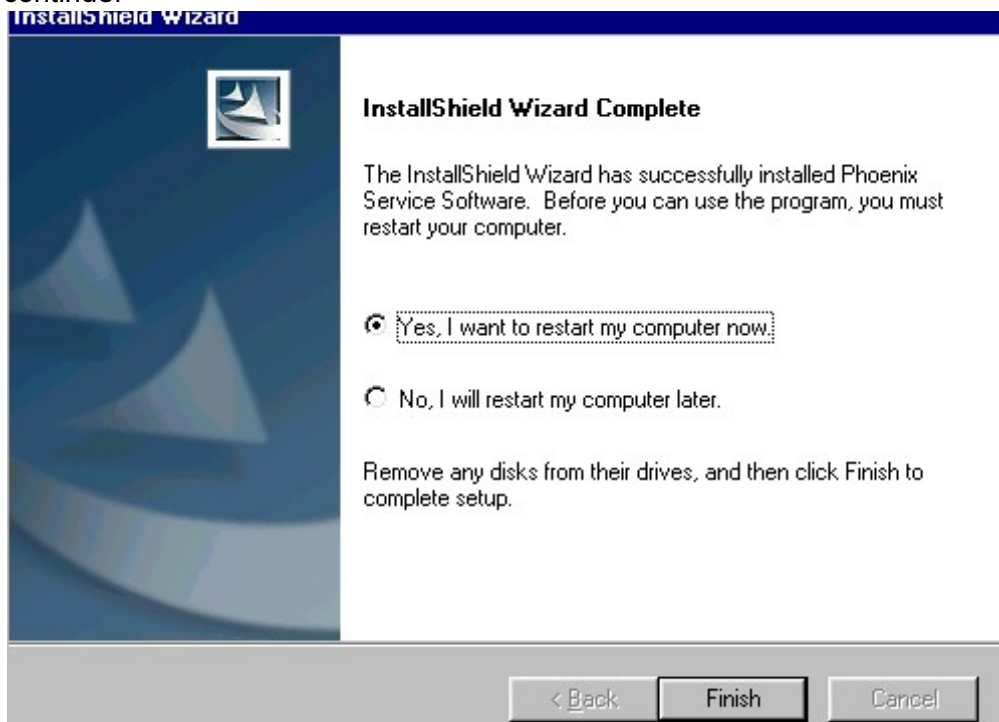 continue.
InstallShield Wizard
InstallShield Wizard Complete
The InstallShield Wizard has successfully installed Phoenix
Service Software. Before you can use the program, you must
restart your computer.
Yes, I want to restart my computer now.
No, I will restart my computer later.
Remove any disks from their drives, and then click Finish to
complete setup.
< Back Finish Cancel